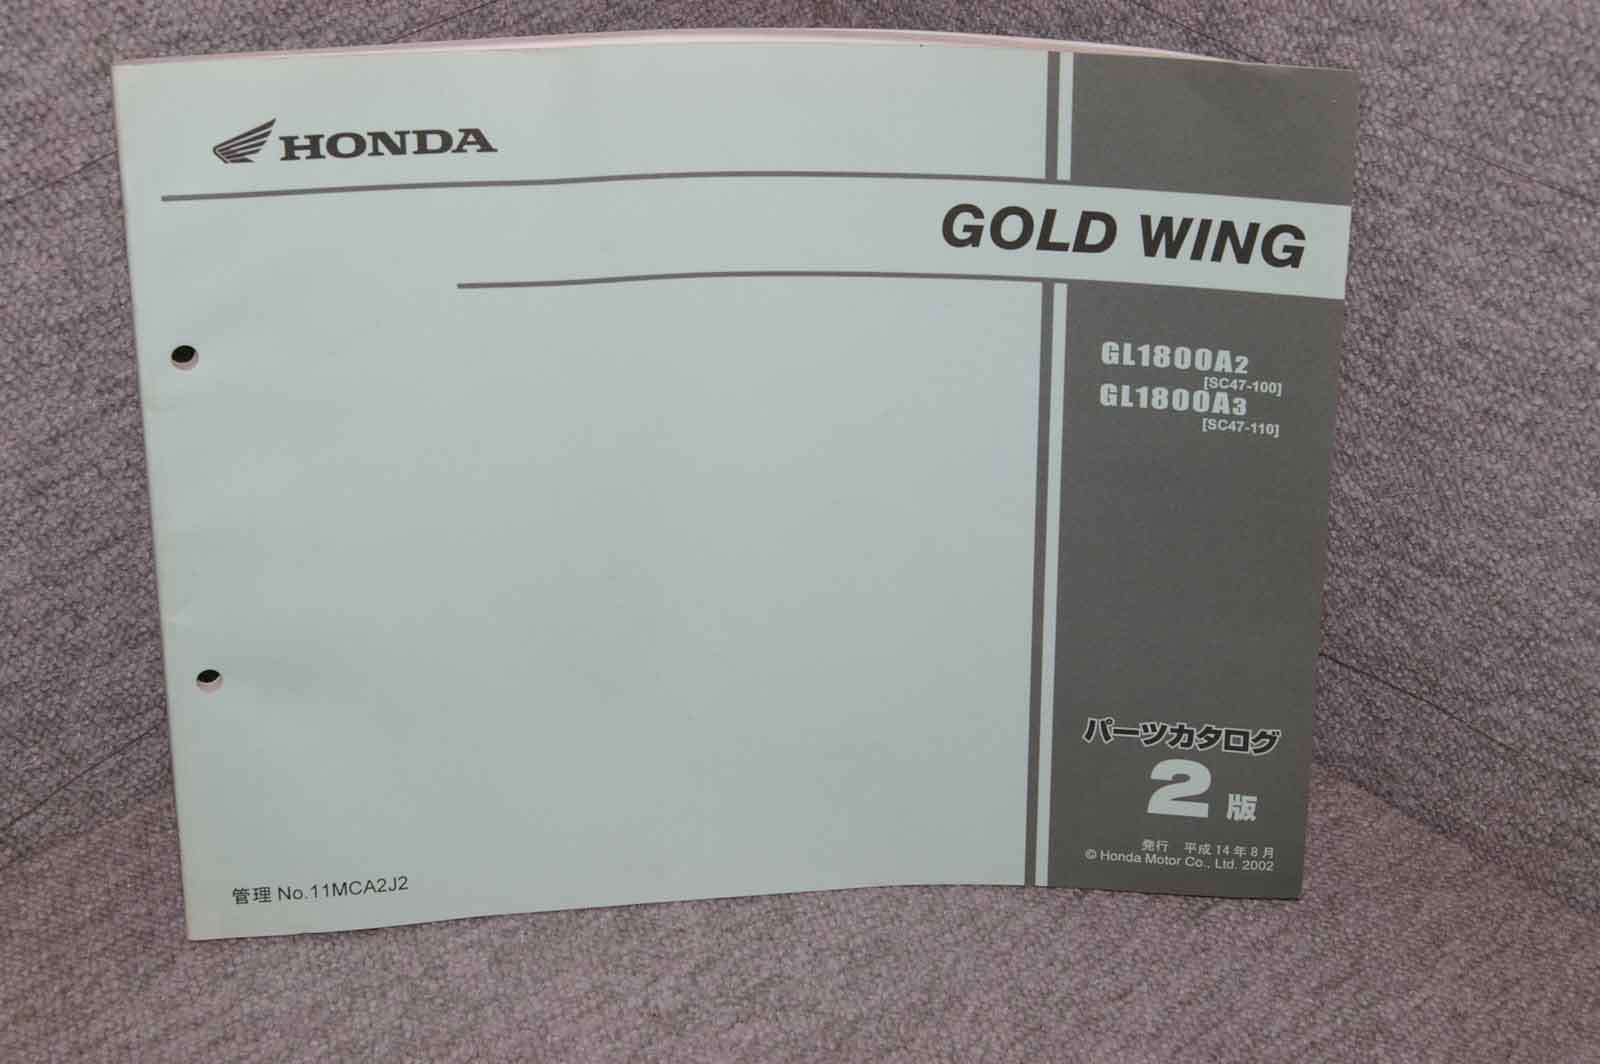 HONDA
GOLD WING
GL1800A2
[SC47-100]
GL1800A3
[SC47-110]
パーツカタログ
2版
発行 平成14年8月
© Honda Motor Co., Ltd. 2002
管理 No.11MCA2J2